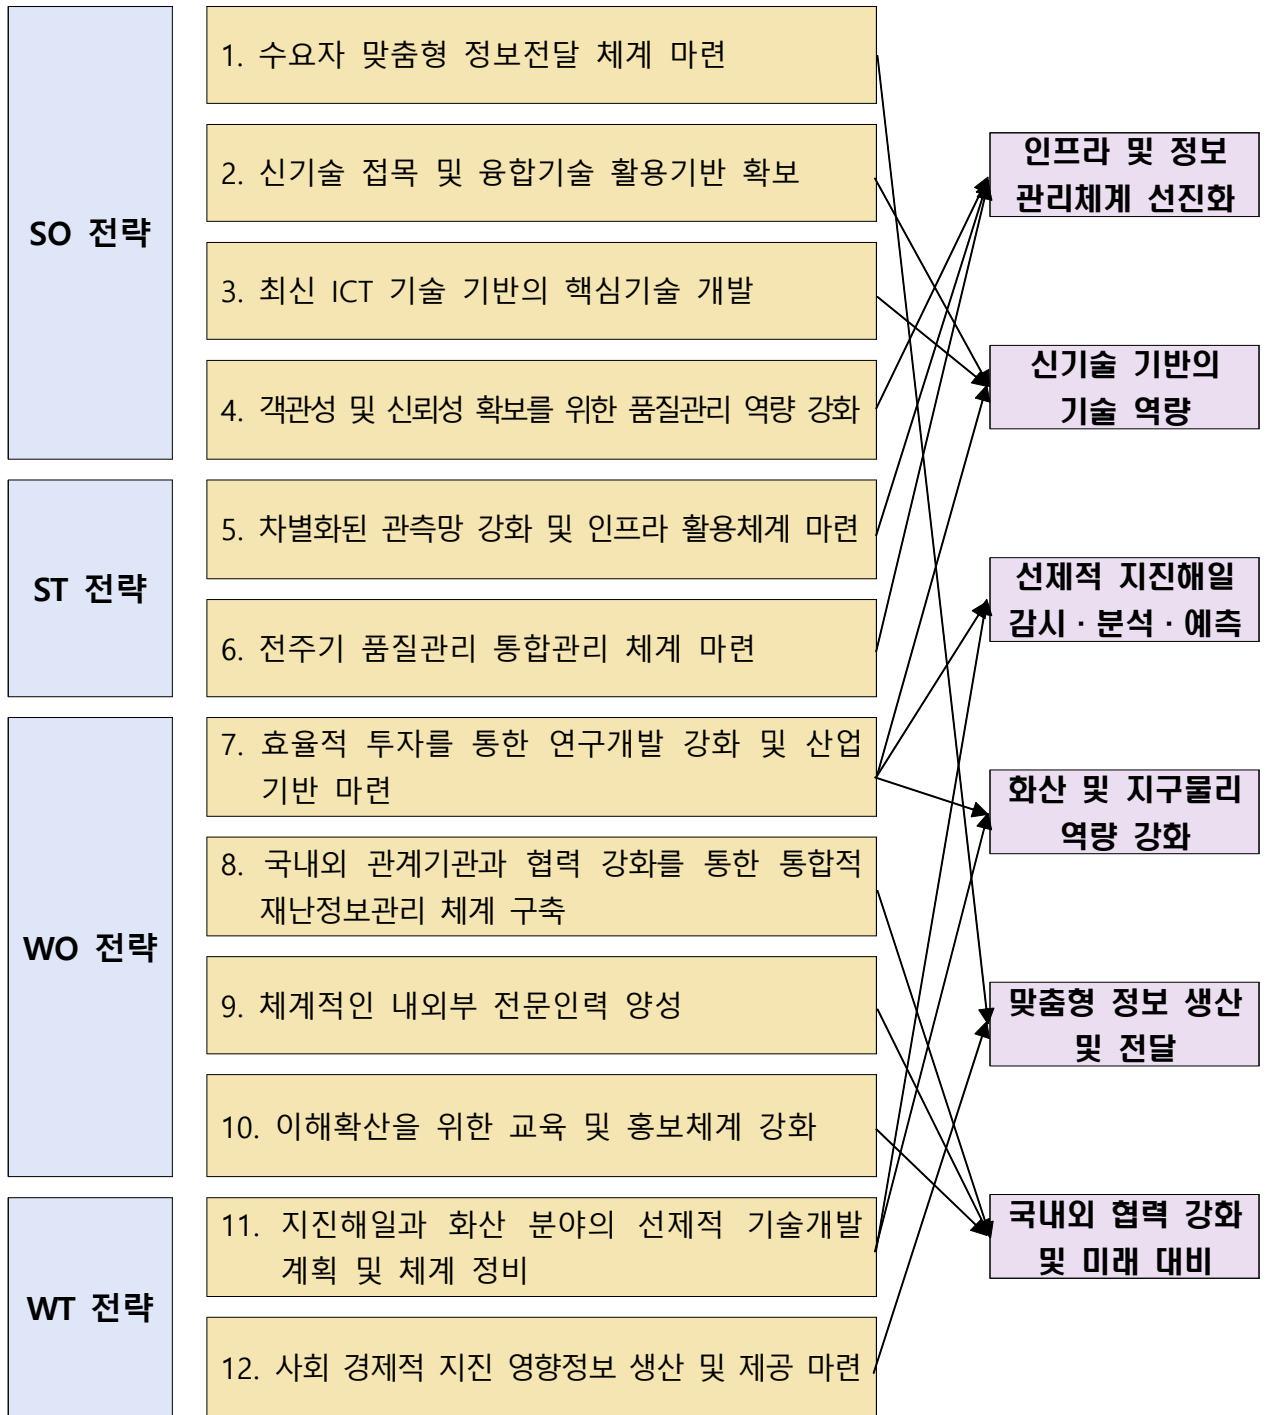 SO 전략
1. 수요자 맞춤형 정보전달 체계 마련
2. 신기술 접목 및 융합기술 활용기반 확보
3. 최신 ICT 기술 기반의 핵심기술 개발
4. 객관성 및 신뢰성 확보를 위한 품질관리 역량 강화
ST 전략
5. 차별화된 관측망 강화 및 인프라 활용체계 마련
6. 전주기 품질관리 통합관리 체계 마련
WO 전략
7. 효율적 투자를 통한 연구개발 강화 및 산업
기반 마련
8. 국내외 관계기관과 협력 강화를 통한 통합적
재난정보관리 체계 구축
9. 체계적인 내외부 전문인력 양성
10. 이해확산을 위한 교육 및 홍보체계 강화
WT 전략
11. 지진해일과 화산 분야의 선제적 기술개발
계획 및 체계 정비
12. 사회 경제적 지진 영향정보 생산 및 제공 마련
인프라 및 정보
관리체계 선진화
신기술 기반의
기술 역량
선제적 지진해일
감시·분석·예측
화산 및 지구물리
역량 강화
맞춤형 정보 생산
및 전달
국내외 협력 강화
및 미래 대비